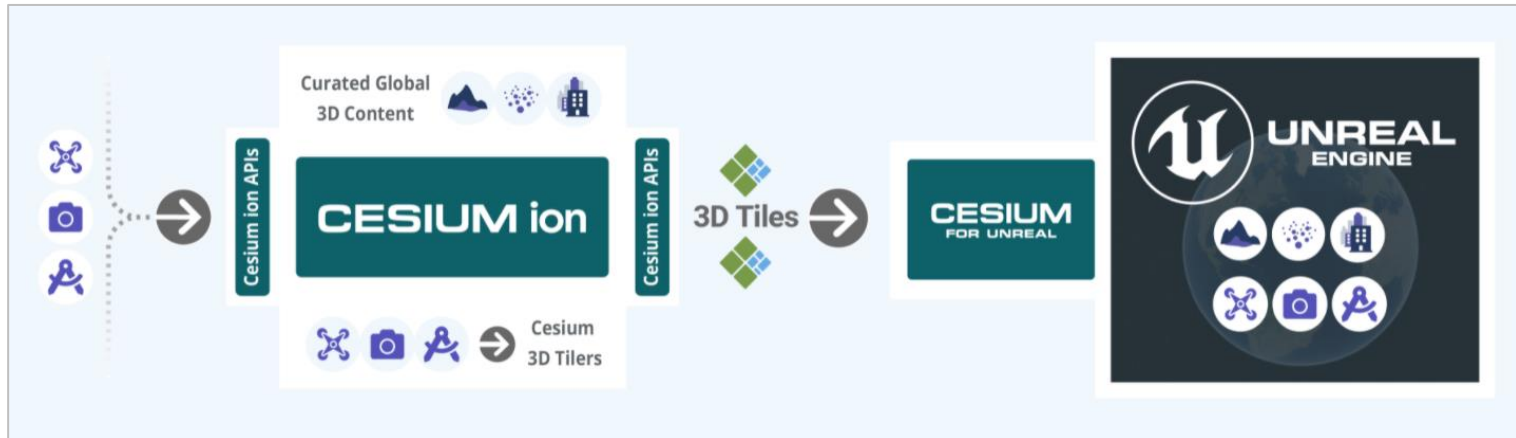 Curated Global
3D Content
Cesium ion APIs
CESIUM ion
Cesium ion APIs
Cesium
3D Tilers
3D Tiles
CESIUM
FOR UNREAL
UNREAL
ENGINE